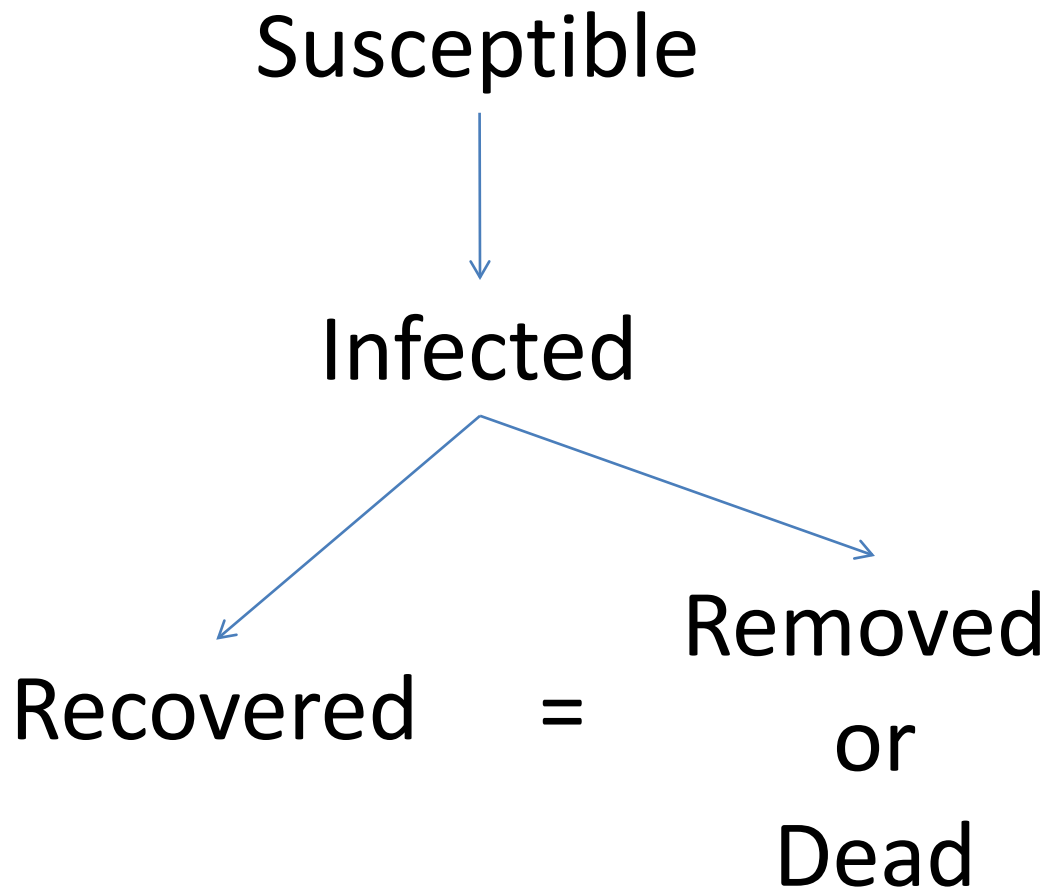 Susceptible
Infected
Recovered = Removed
or
Dead